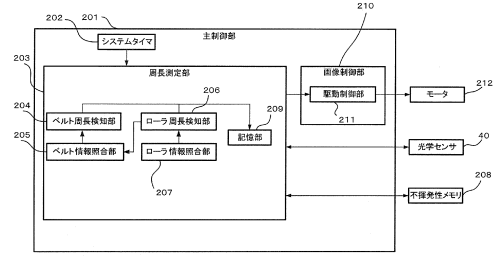 210
201
202
主制御部
システムタイマ
203
周長測定部
画像制御部
206
212
204
ベルト周長検知部
ローラ周長検知部
209
駆動制御部
モータ
211
205
ベルト情報照合部
ローラ情報照合部
記憶部
40
光学センサ
207
208
不揮発性メモリ